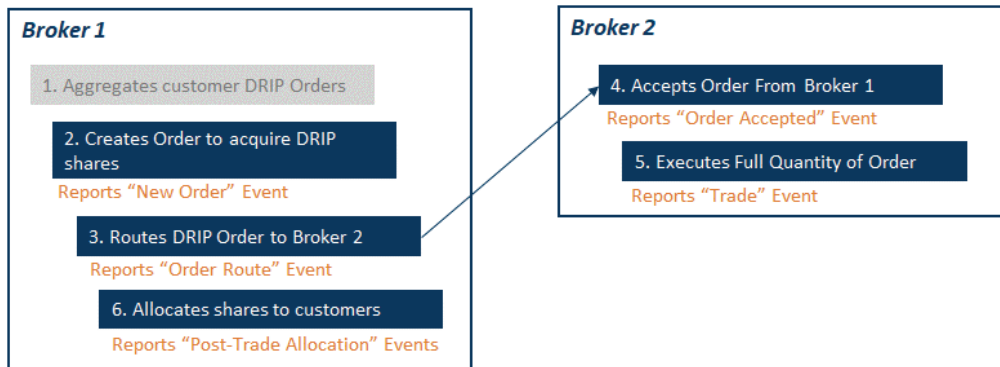 Broker 1
1. Aggregates customer DRIP Orders
2. Creates Order to acquire DRIP
shares
Reports “New Order” Event
3. Routes DRIP Order to Broker 2
Reports “Order Route” Event
6. Allocates shares to customers
Reports “Post-Trade Allocation” Events
Broker 2
4. Accepts Order From Broker 1
Reports “Order Accepted” Event
5. Executes Full Quantity of Order
Reports “Trade” Event